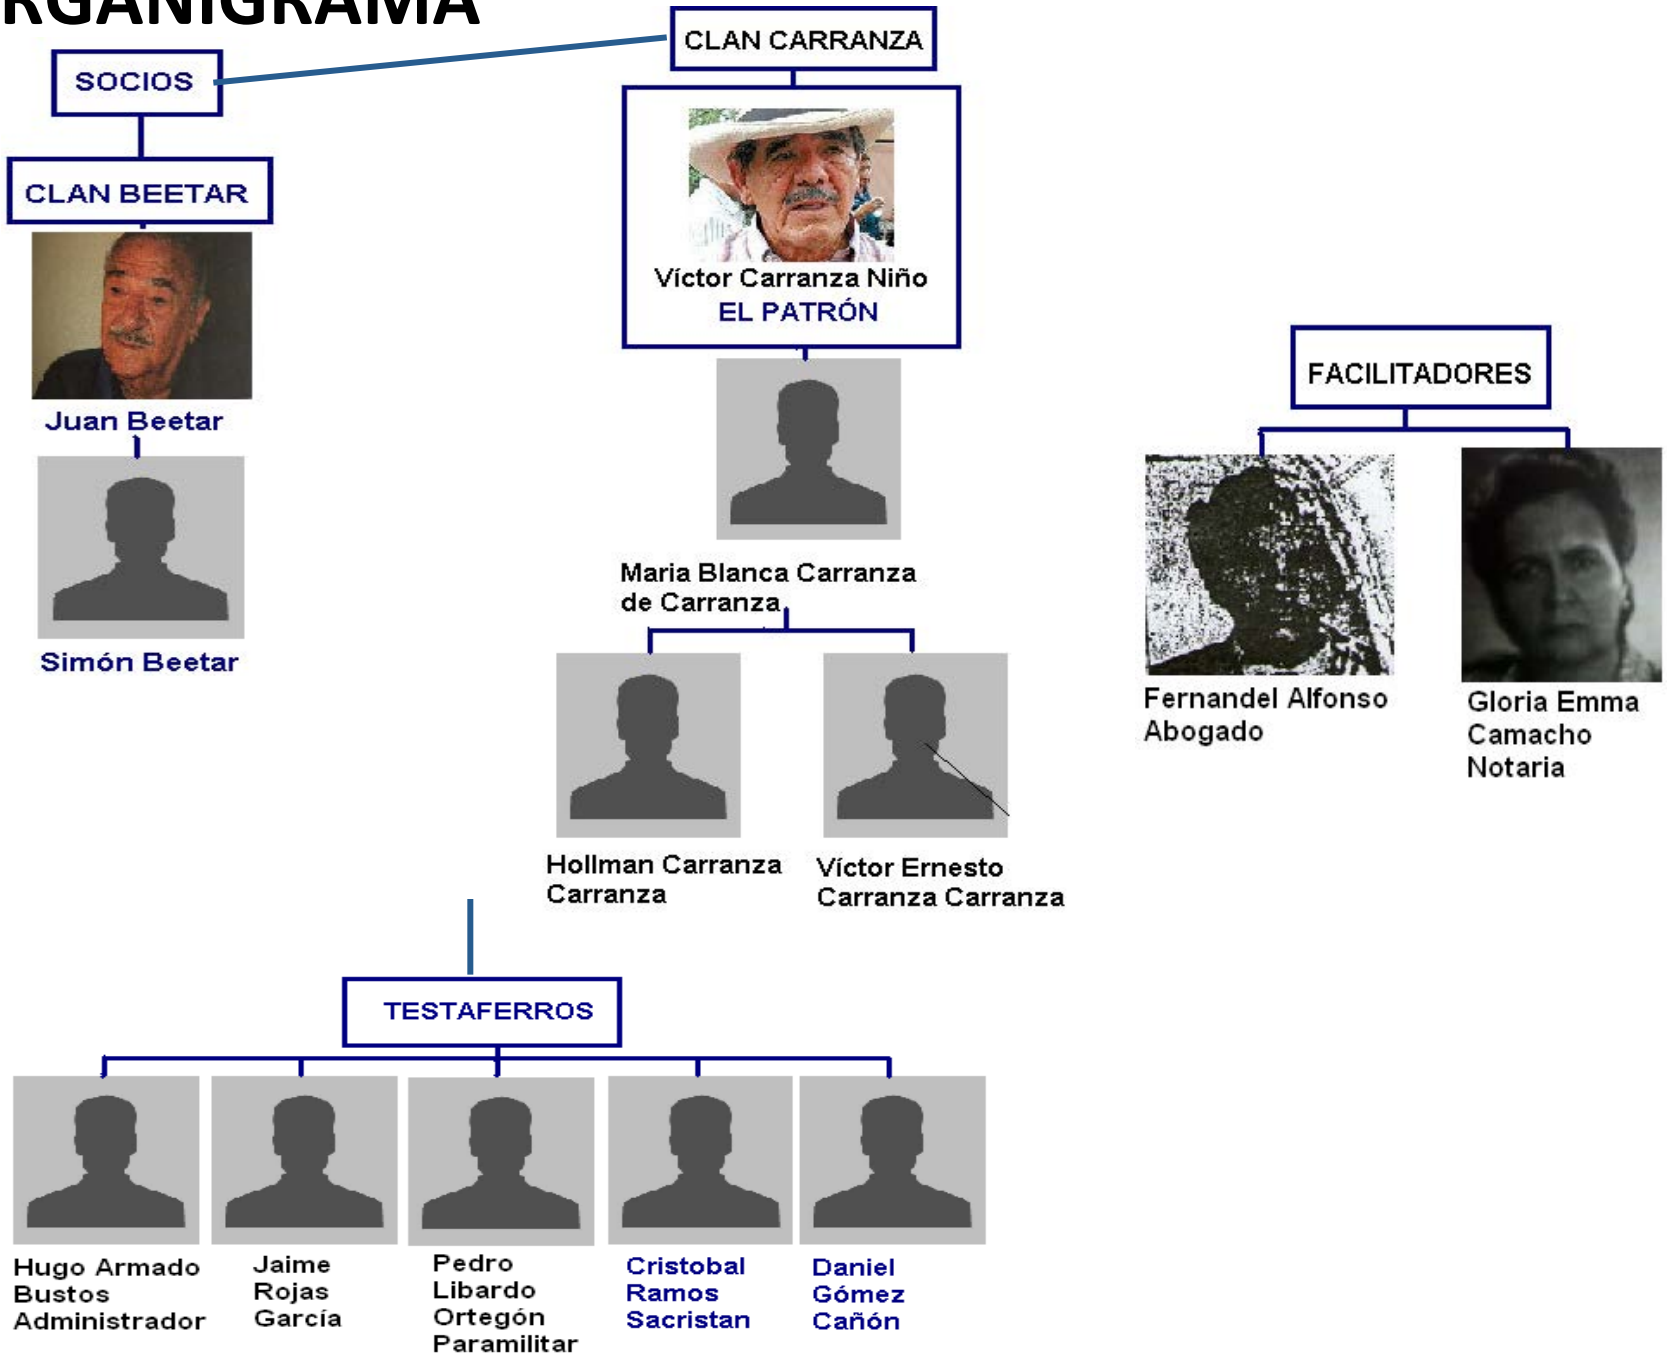 RGANIGRAMA
CLAN CARRANZA
SOCIOS
CLAN BEETAR
Víctor Carranza Niño
EL PATRÓN
Juan Beetar
Simón Beetar
FACILITADORES
Maria Blanca Carranza
de Carranza
Fernandel Alfonso
Abogado
Gloria Emma
Camacho
Notaria
Hollman Carranza
Carranza
Víctor Ernesto
Carranza Carranza
TESTAFERROS
Hugo Armado
Bustos
Administrador
Jaime
Rojas
García
Pedro
Libardo
Ortegón
Paramilitar
Cristobal
Ramos
Sacristan
Daniel
Gómez
Cañón